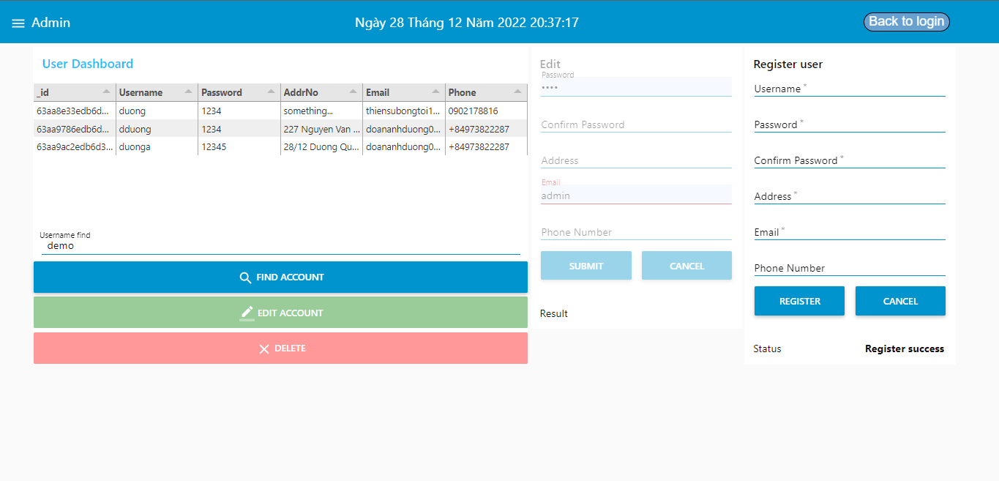 Admin
Ngày 28 Tháng 12 Năm 2022 20:37:17
Back to login
User Dashboard
_id Username Password AddrNo Email Phone
63aa8e33edb6d... duong 1234 something... thiensubongtoi1... 0902178816
63aa9786edb6d... dduong 1234 227 Nguyen Van ... doananhduong0... +84973822287
63aa9ac2edb6d3... duonga 12345 28/12 Duong Qu... doananhduong0... +84973822287
Username find
demo
FIND ACCOUNT
EDIT ACCOUNT
DELETE
Edit
Password
••••
Confirm Password
Address
Email
admin
Phone Number
SUBMIT CANCEL
Result
Register user
Username *
Password *
Confirm Password *
Address *
Email *
Phone Number
REGISTER CANCEL
Status Register success